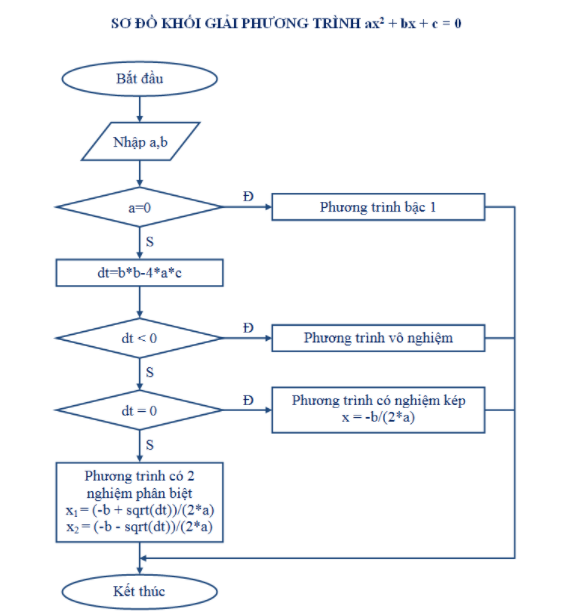 SƠ ĐỒ KHỐI GIẢI PHƯƠNG TRÌNH ax² + bx + c = 0
Bắt đầu
Nhập a,b
a=0
Đ
Phương trình bậc 1
S
dt=b*b-4*a*c
dt < 0
Đ
Phương trình vô nghiệm
S
dt = 0
Đ
Phương trình có nghiệm kép
x = -b/(2*a)
S
Phương trình có 2
nghiệm phân biệt
x₁ = (-b + sqrt(dt))/(2*a)
x₂ = (-b - sqrt(dt))/(2*a)
Kết thúc